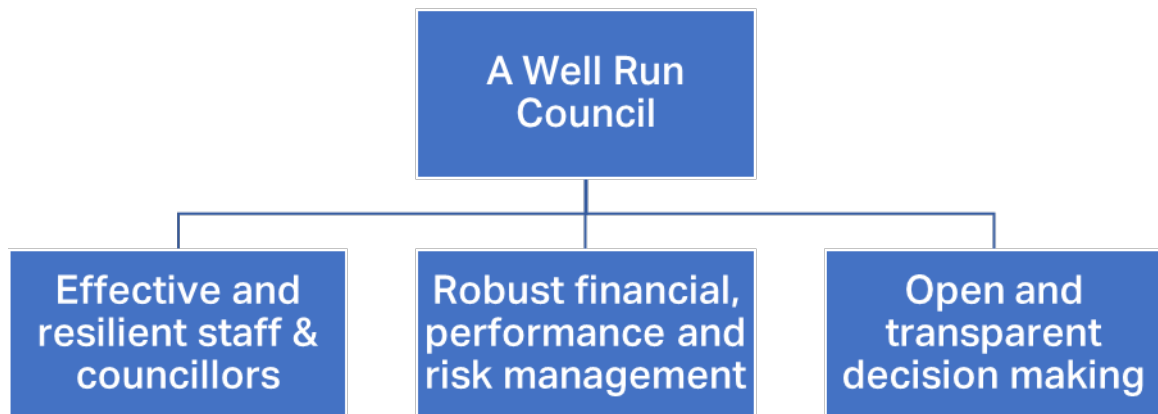 A Well Run
Council
Effective and
resilient staff &
councillors
Robust financial,
performance and
risk management
Open and
transparent
decision making